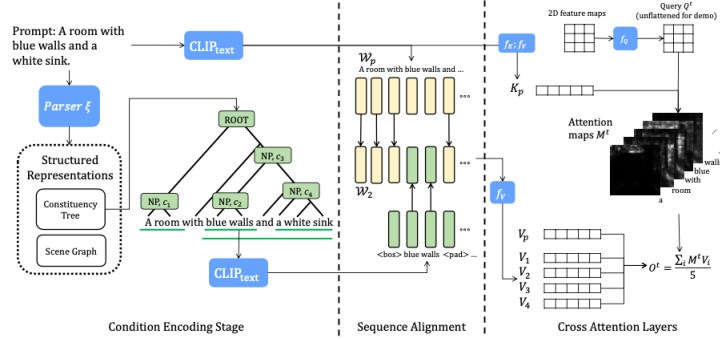 Prompt: A room with
blue walls and a
white sink.
CLIPtext
Parser ξ
Structured
Representations
Constituency
Tree
Scene Graph
ROOT
NP, c3
NP, c1
NP, c2
NP, c4
A room with blue walls and a white sink
CLIPtext
Condition Encoding Stage
𝒲p
A room with blue walls and ...
𝒲2
<bos> blue walls <pad> ...
Sequence Alignment
fK; fV
Kp
fV
2D feature maps
fQ
Query Qt
(unflattened for demo)
Attention
maps Mt
a
room
with
blue
walls
Vp
V1
V2
V3
V4
Ot = Σi MtVi / 5
Cross Attention Layers